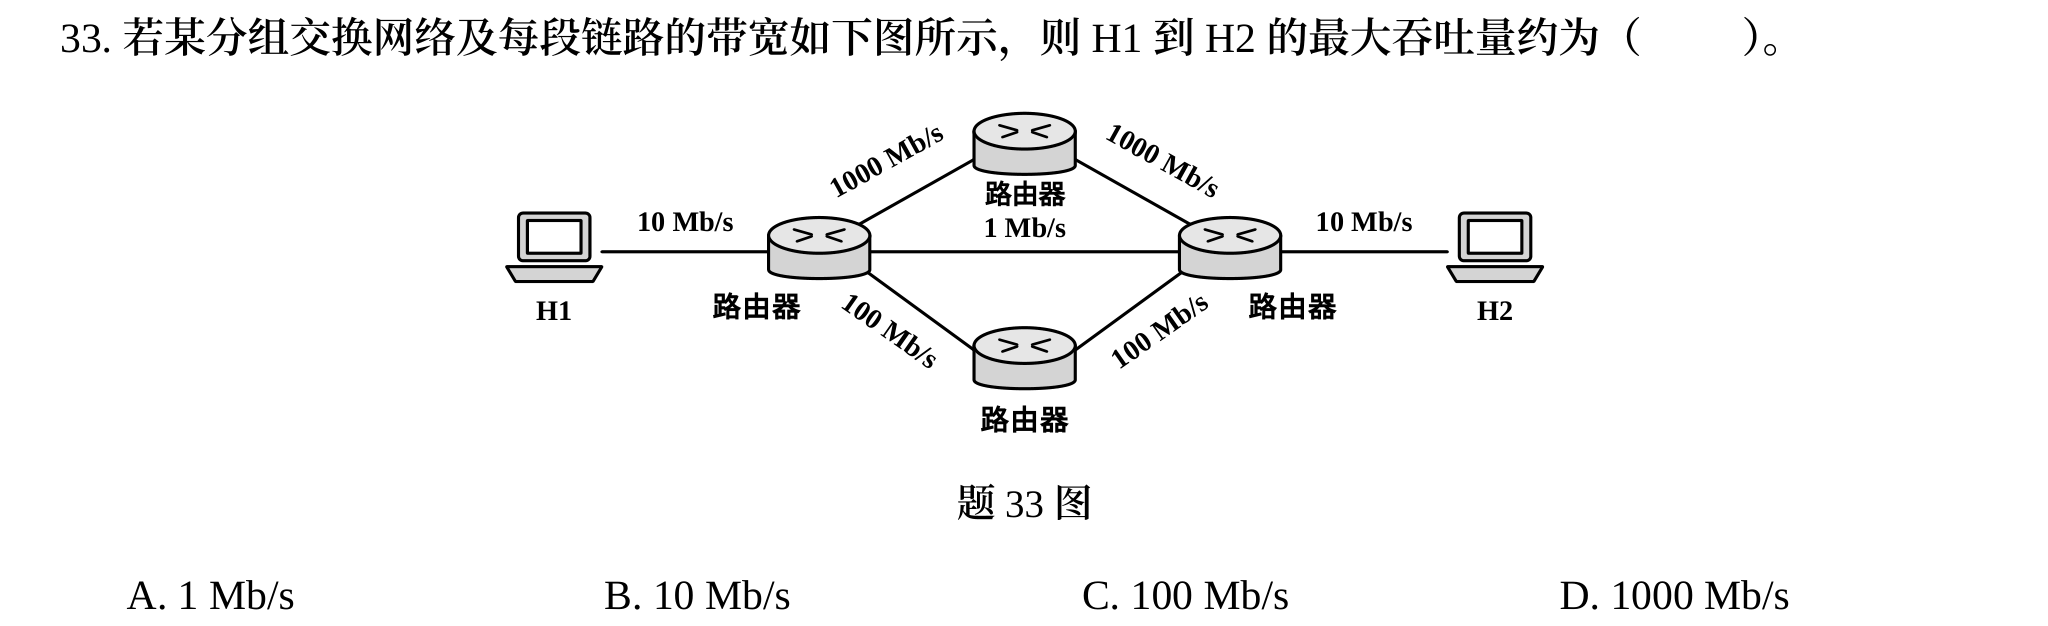 33. 若某分组交换网络及每段链路的带宽如下图所示，则 H1 到 H2 的最大吞吐量约为（ ）。
1000 Mb/s
1000 Mb/s
路由器
10 Mb/s
1 Mb/s
10 Mb/s
H1
路由器
100 Mb/s
100 Mb/s
路由器
H2
路由器
题 33 图
A. 1 Mb/s B. 10 Mb/s C. 100 Mb/s D. 1000 Mb/s